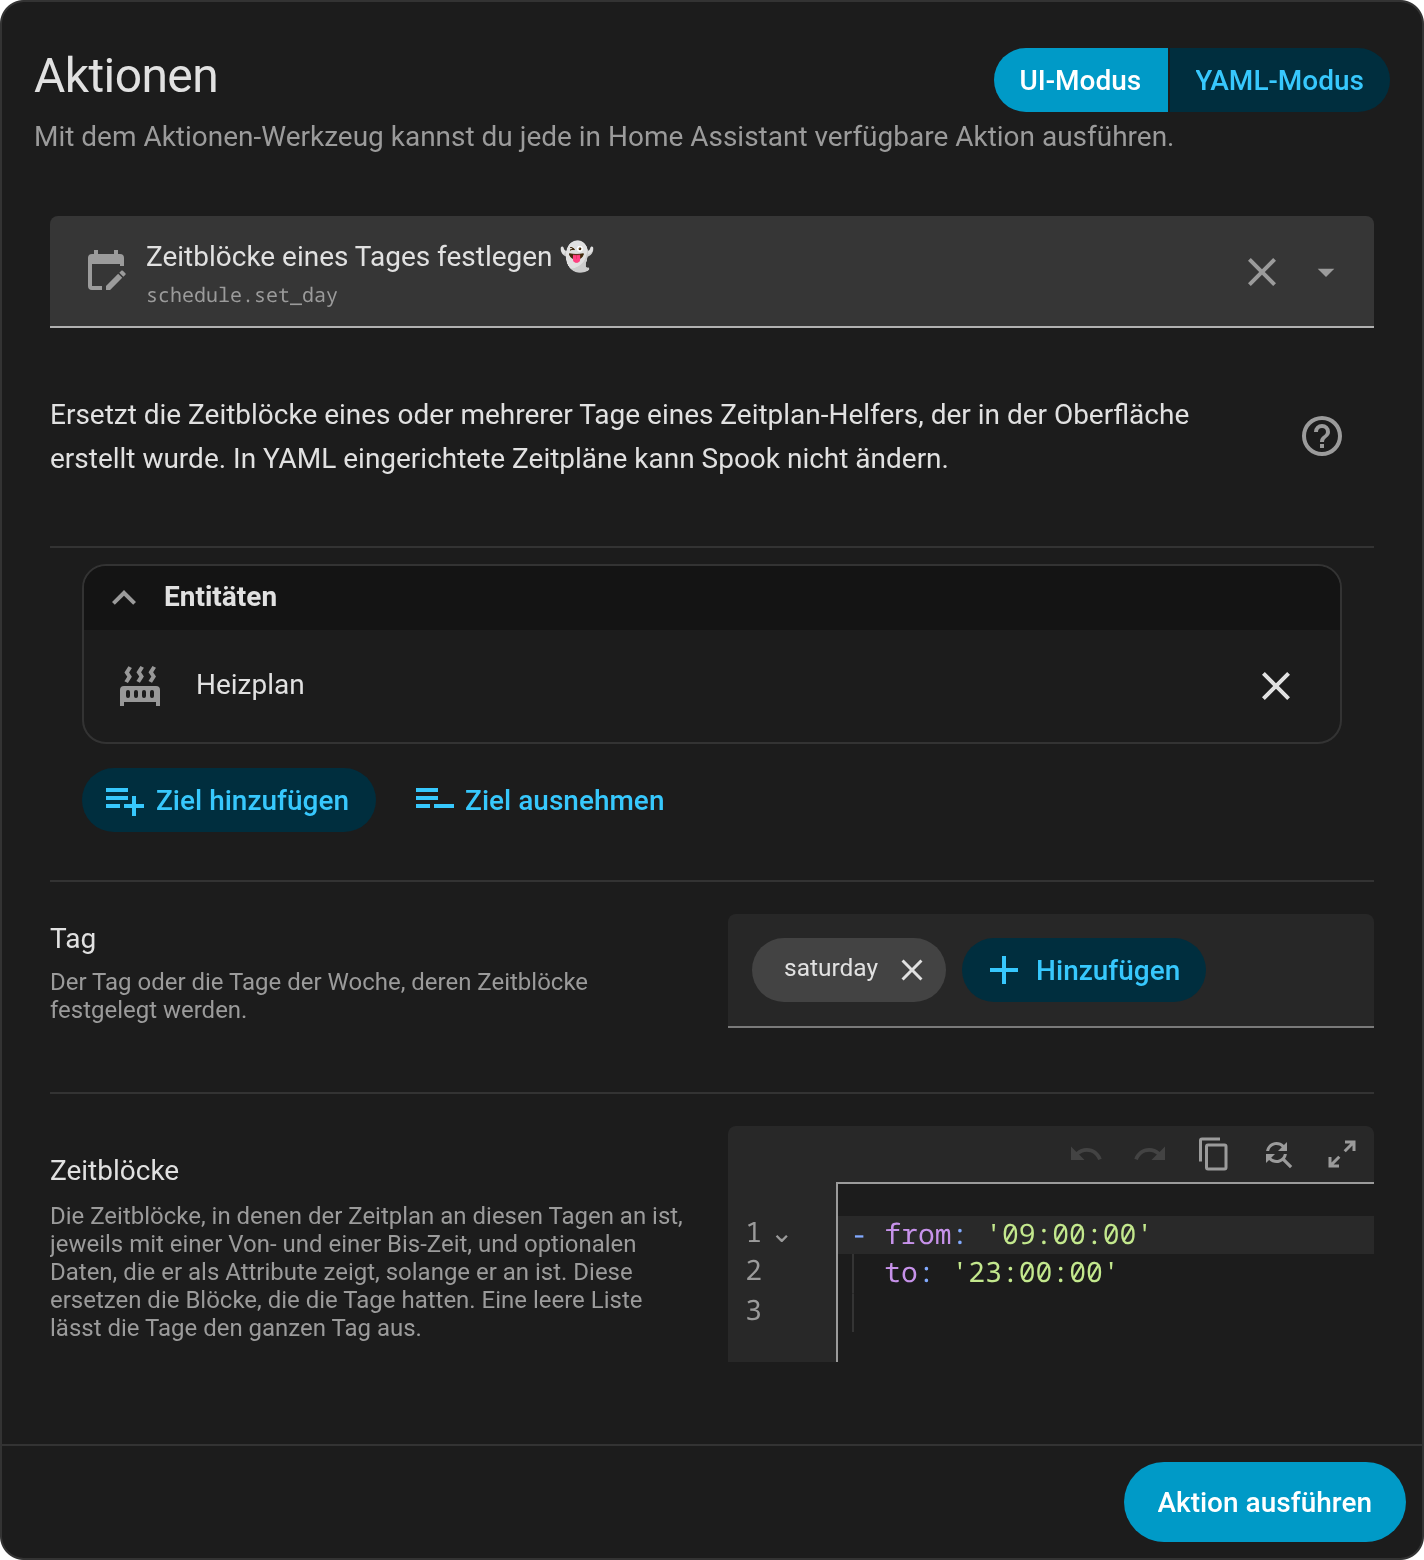 Aktionen
UI-Modus
YAML-Modus
Mit dem Aktionen-Werkzeug kannst du jede in Home Assistant verfügbare Aktion ausführen.
Zeitblöcke eines Tages festlegen 👻
schedule.set_day
Ersetzt die Zeitblöcke eines oder mehrerer Tage eines Zeitplan-Helfers, der in der Oberfläche
erstellt wurde. In YAML eingerichtete Zeitpläne kann Spook nicht ändern.
Entitäten
Heizplan
Ziel hinzufügen
Ziel ausnehmen
Tag
Der Tag oder die Tage der Woche, deren Zeitblöcke
festgelegt werden.
saturday
Hinzufügen
Zeitblöcke
Die Zeitblöcke, in denen der Zeitplan an diesen Tagen an ist,
jeweils mit einer Von- und einer Bis-Zeit, und optionalen
Daten, die er als Attribute zeigt, solange er an ist. Diese
ersetzen die Blöcke, die die Tage hatten. Eine leere Liste
lässt die Tage den ganzen Tag aus.
1 - from: '09:00:00'
2 to: '23:00:00'
3
Aktion ausführen